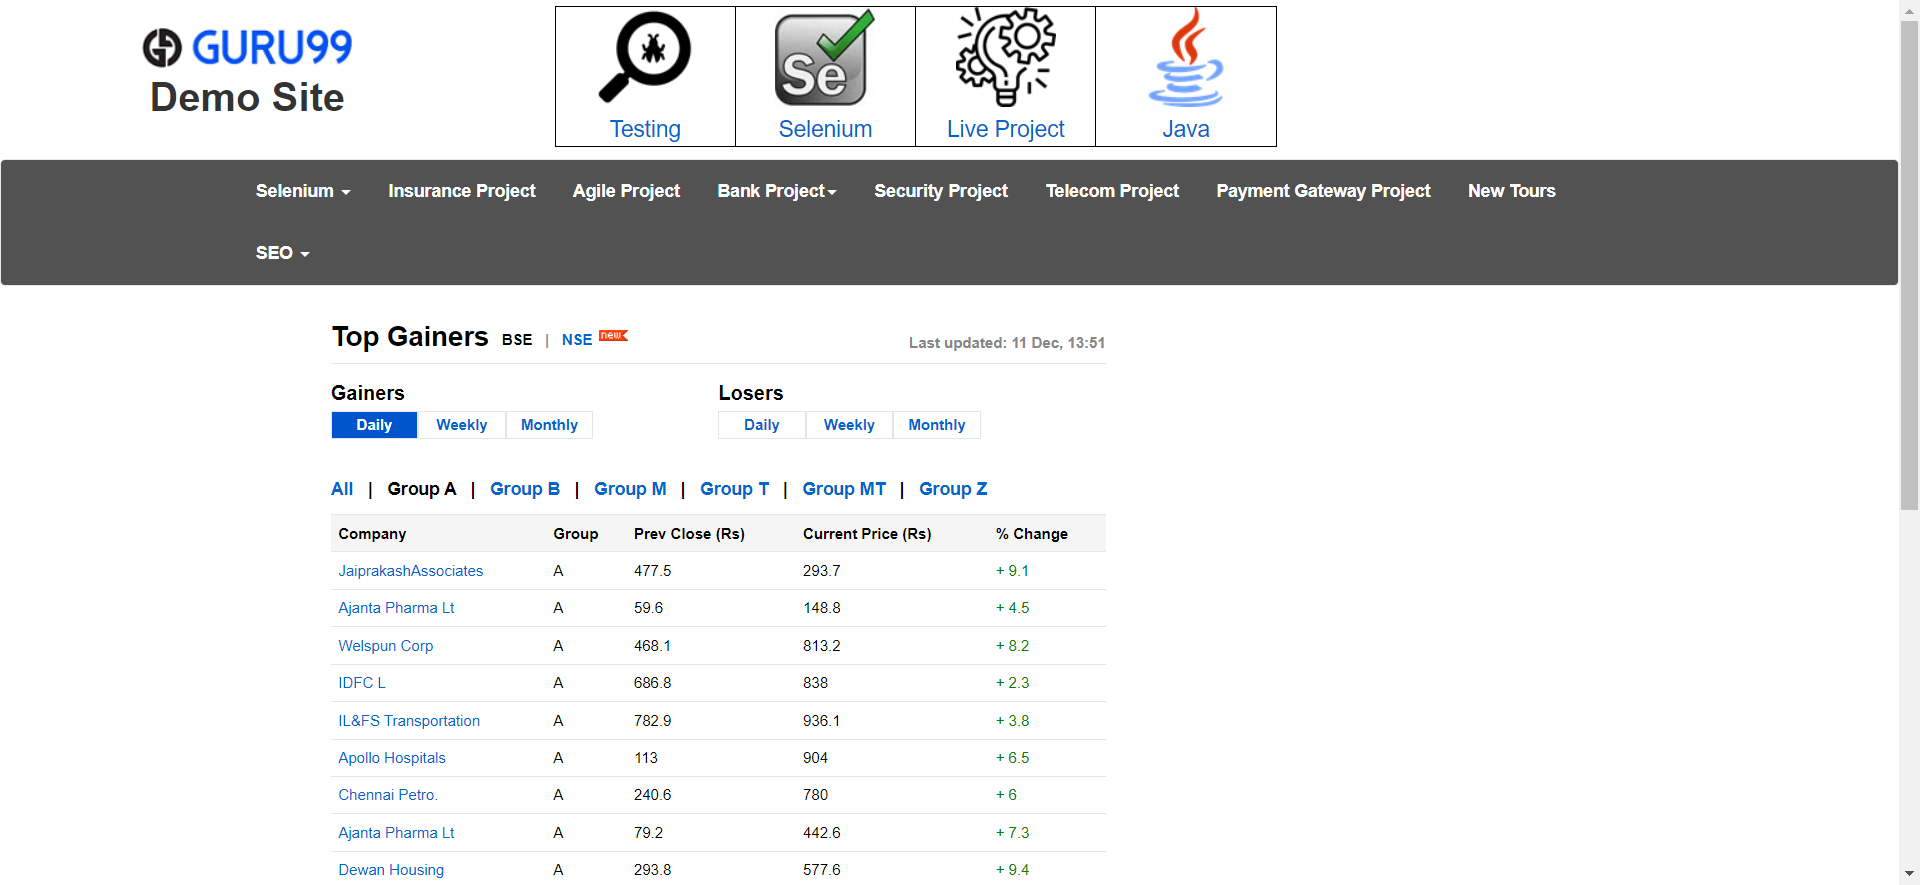 GURU99
Demo Site
Se
Testing Selenium Live Project Java
Selenium Insurance Project Agile Project Bank Project Security Project Telecom Project Payment Gateway Project New Tours
SEO
Top Gainers BSE | NSE new
Last updated: 11 Dec, 13:51
Gainers Losers
Daily Weekly Monthly Daily Weekly Monthly
All | Group A | Group B | Group M | Group T | Group MT | Group Z
Company Group Prev Close (Rs) Current Price (Rs) % Change
JaiprakashAssociates A 477.5 293.7 + 9.1
Ajanta Pharma Lt A 59.6 148.8 + 4.5
Welspun Corp A 468.1 813.2 + 8.2
IDFC L A 686.8 838 + 2.3
IL&FS Transportation A 782.9 936.1 + 3.8
Apollo Hospitals A 113 904 + 6.5
Chennai Petro. A 240.6 780 + 6
Ajanta Pharma Lt A 79.2 442.6 + 7.3
Dewan Housing A 293.8 577.6 + 9.4